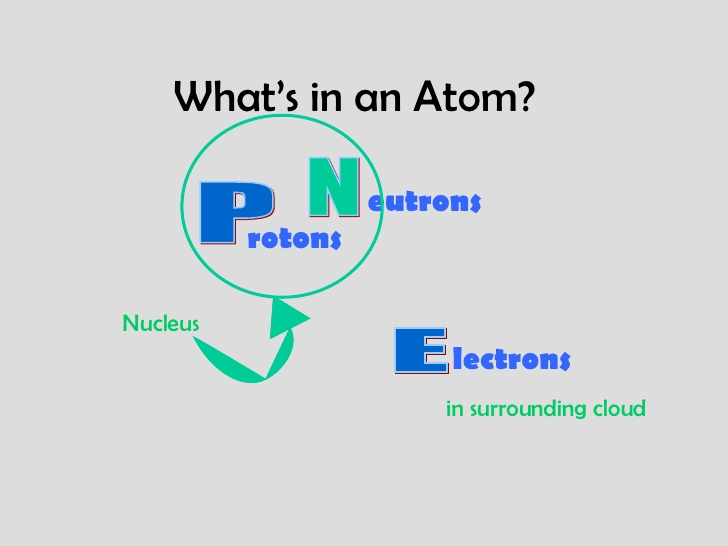 What's in an Atom?
Neutrons
Protons
Nucleus
Electrons
in surrounding cloud